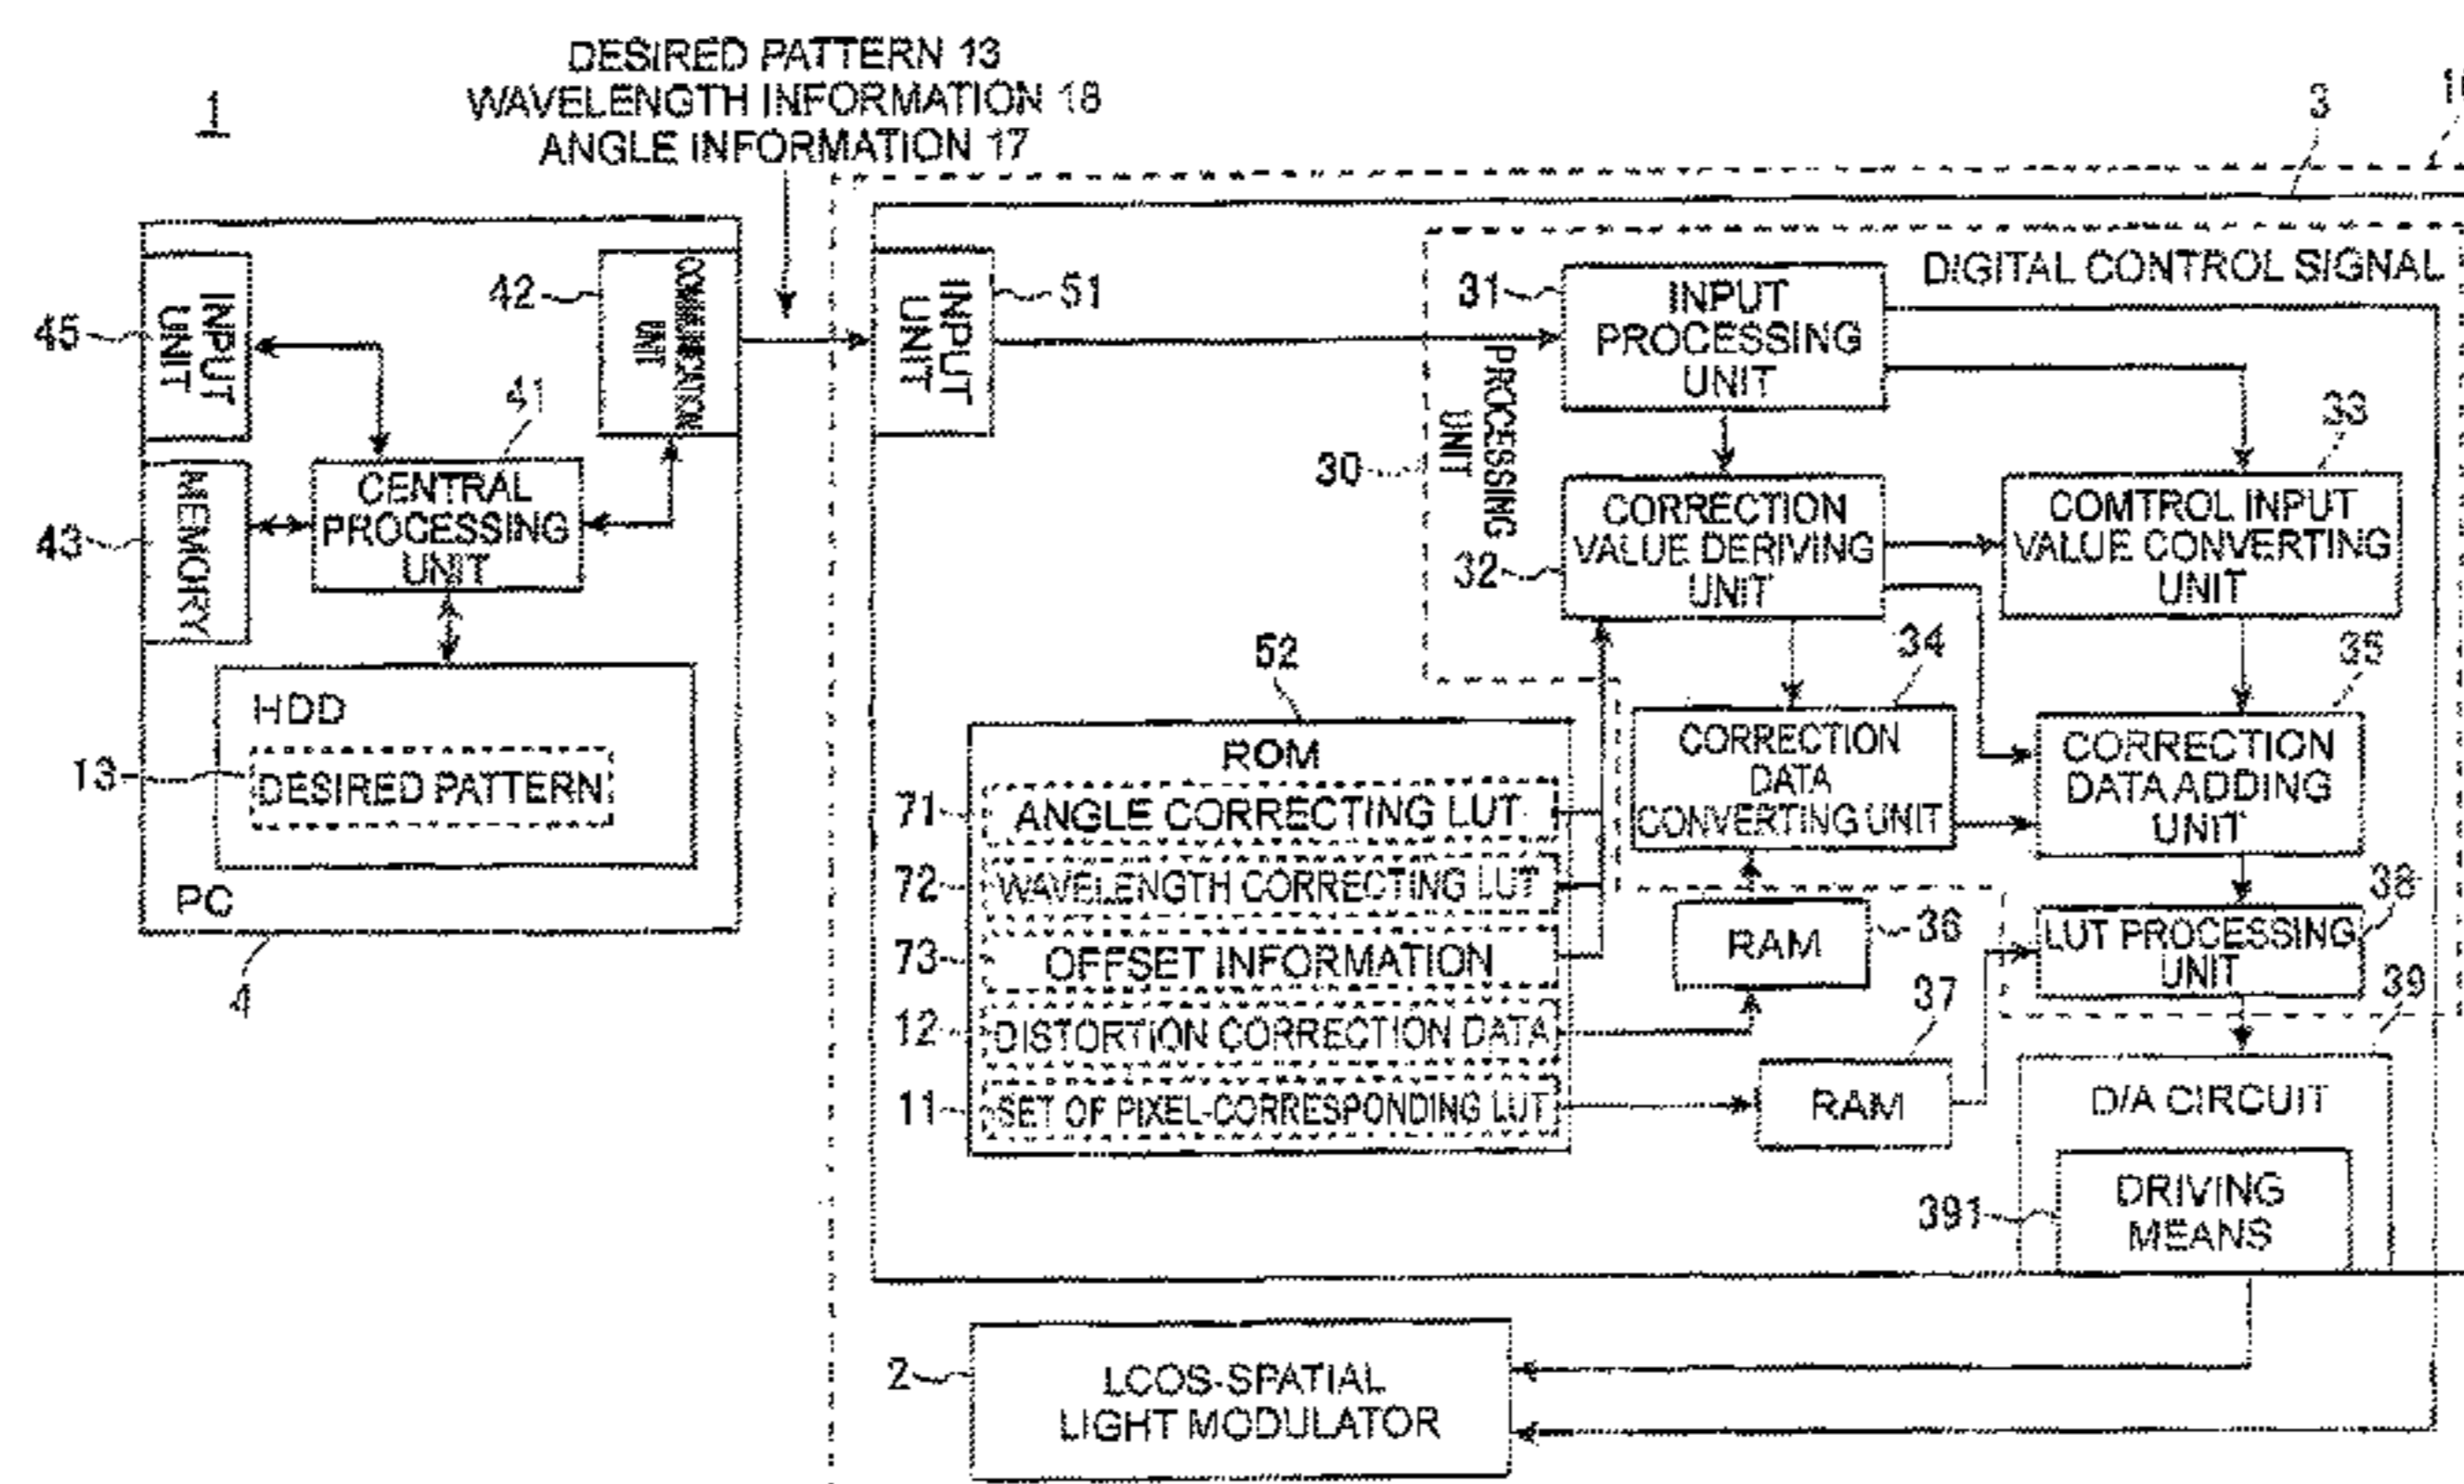 DESIRED PATTERN 13
WAVELENGTH INFORMATION 18
ANGLE INFORMATION 17
1
3
45
INPUT
UNIT
42
COMMUNICATION
UNIT
41
CENTRAL
PROCESSING
UNIT
43
MEMORY
HDD
13
DESIRED PATTERN
PC
4
51
INPUT
UNIT
DIGITAL CONTROL SIGNAL
31
INPUT
PROCESSING
UNIT
30
PROCESSING
UNIT
33
32
CORRECTION
VALUE DERIVING
UNIT
COMTROL INPUT
VALUE CONVERTING
UNIT
34
35
52
ROM
71
ANGLE CORRECTING LUT
72
WAVELENGTH CORRECTING LUT
73
OFFSET INFORMATION
12
DISTORTION CORRECTION DATA
11
SET OF PIXEL-CORRESPONDING LUT
CORRECTION
DATA
CONVERTING UNIT
CORRECTION
DATA ADDING
UNIT
38
RAM
36
LUT PROCESSING
UNIT
37
39
RAM
D/A CIRCUIT
391
DRIVING
MEANS
2
LCOS-SPATIAL
LIGHT MODULATOR